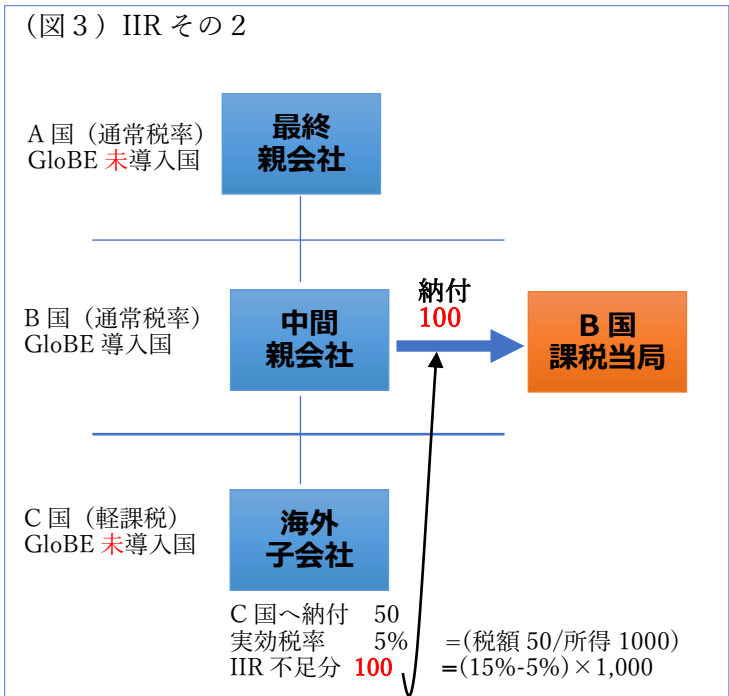 (図3) IIR その2
A 国（通常税率）
GloBE 未導入国
最終
親会社
B 国（通常税率）
GloBE 導入国
中間
親会社
納付
100
B 国
課税当局
C 国（軽課税）
GloBE 未導入国
海外
子会社
C 国へ納付 50
実効税率 5% =(税額 50/所得 1000)
IIR 不足分 100 =(15%-5%)×1,000